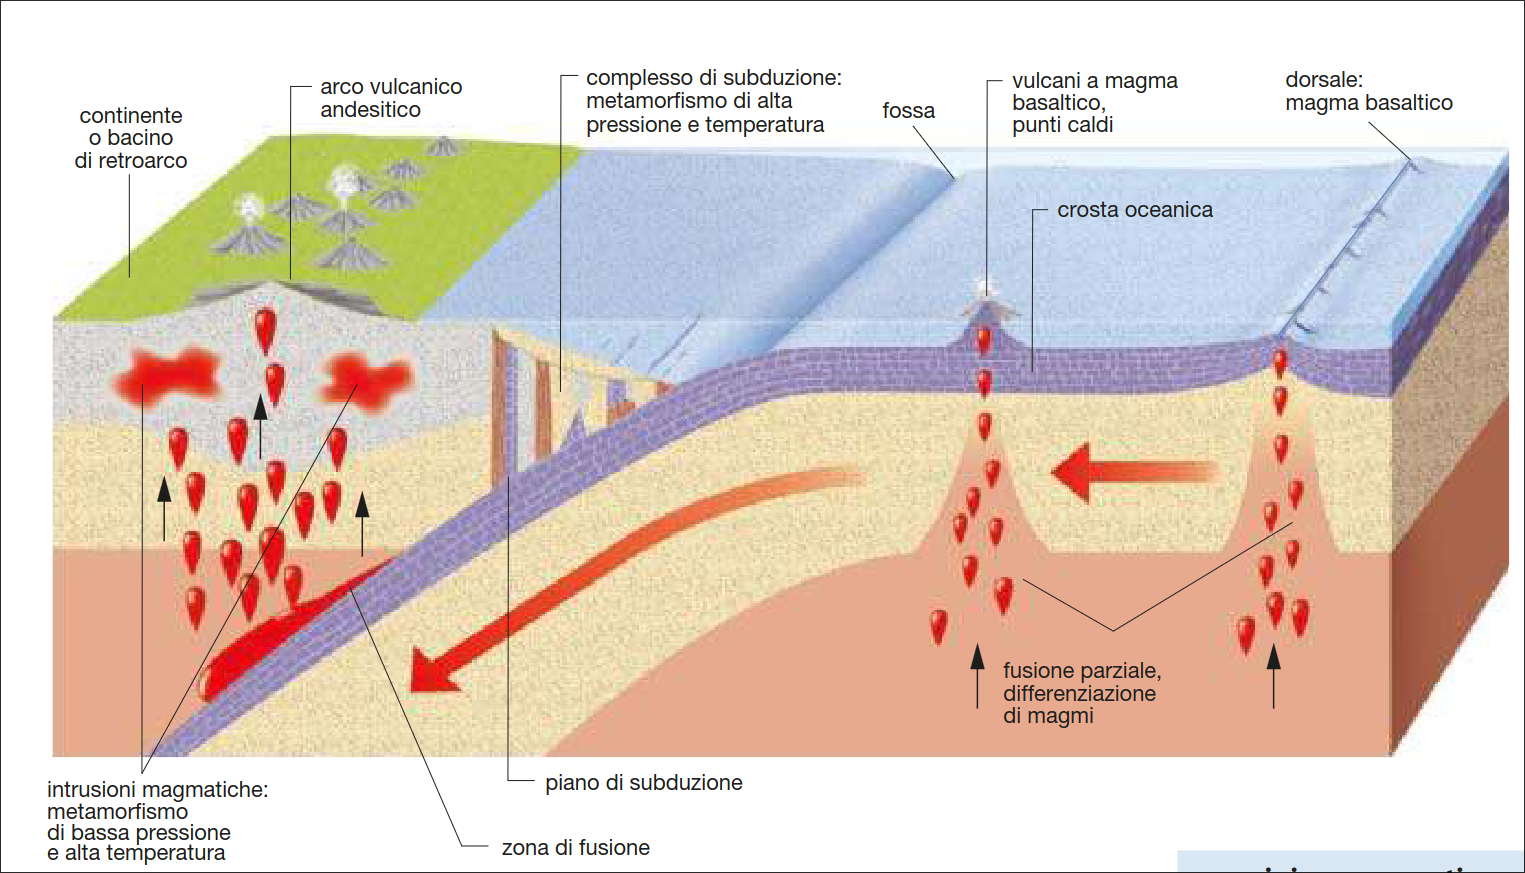 continente
o bacino
di retroarco
arco vulcanico
andesitico
complesso di subduzione:
metamorfismo di alta
pressione e temperatura
fossa
vulcani a magma
basaltico,
punti caldi
dorsale:
magma basaltico
crosta oceanica
fusione parziale,
differenziazione
di magmi
intrusioni magmatiche:
metamorfismo
di bassa pressione
e alta temperatura
piano di subduzione
zona di fusione